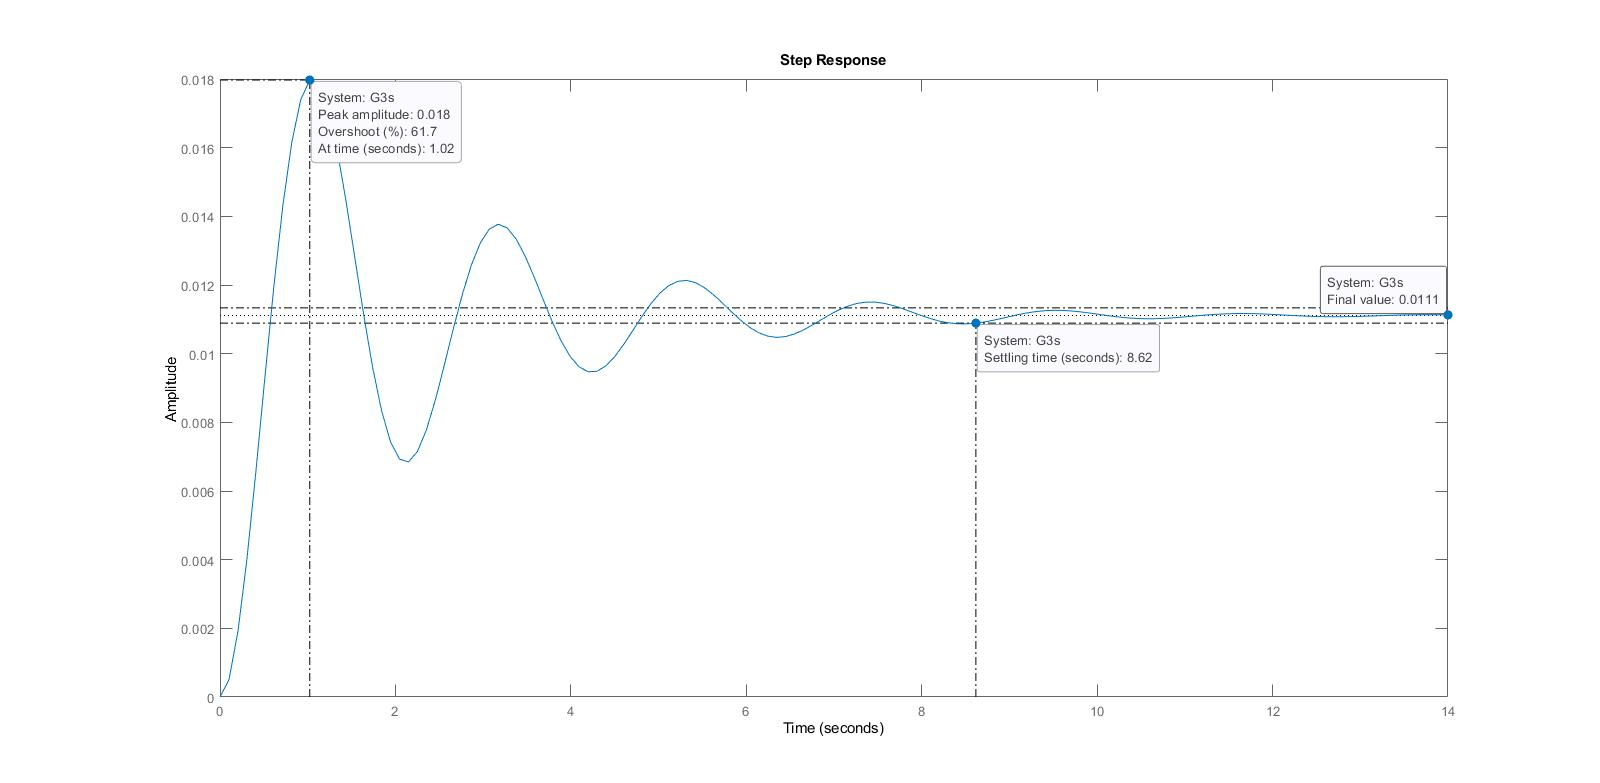 Step Response
0.018
System: G3s
Peak amplitude: 0.018
Overshoot (%): 61.7
At time (seconds): 1.02
0.016
0.014
0.012
System: G3s
Final value: 0.0111
0.01
System: G3s
Settling time (seconds): 8.62
Amplitude
0.008
0.006
0.004
0.002
0
0 2 4 6 8 10 12 14
Time (seconds)